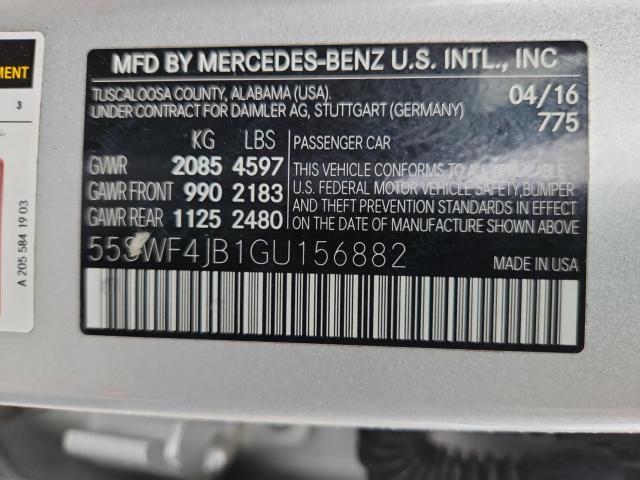 MENT
3
A 205 584 19 03
MFD BY MERCEDES-BENZ U.S. INTL., INC
TUSCALOOSA COUNTY, ALABAMA (USA). 04/16
UNDER CONTRACT FOR DAIMLER AG, STUTTGART (GERMANY) 775
KG LBS
GVWR 2085 4597
GAWR FRONT 990 2183
GAWR REAR 1125 2480
PASSENGER CAR
THIS VEHICLE CONFORMS TO ALL APPLICABLE
U.S. FEDERAL MOTOR VEHICLE SAFETY, BUMPER
AND THEFT PREVENTION STANDARDS IN EFFECT ON
THE DATE OF MANUFACTURE SHOWN ABOVE.
55SWF4JB1GU156882
MADE IN USA